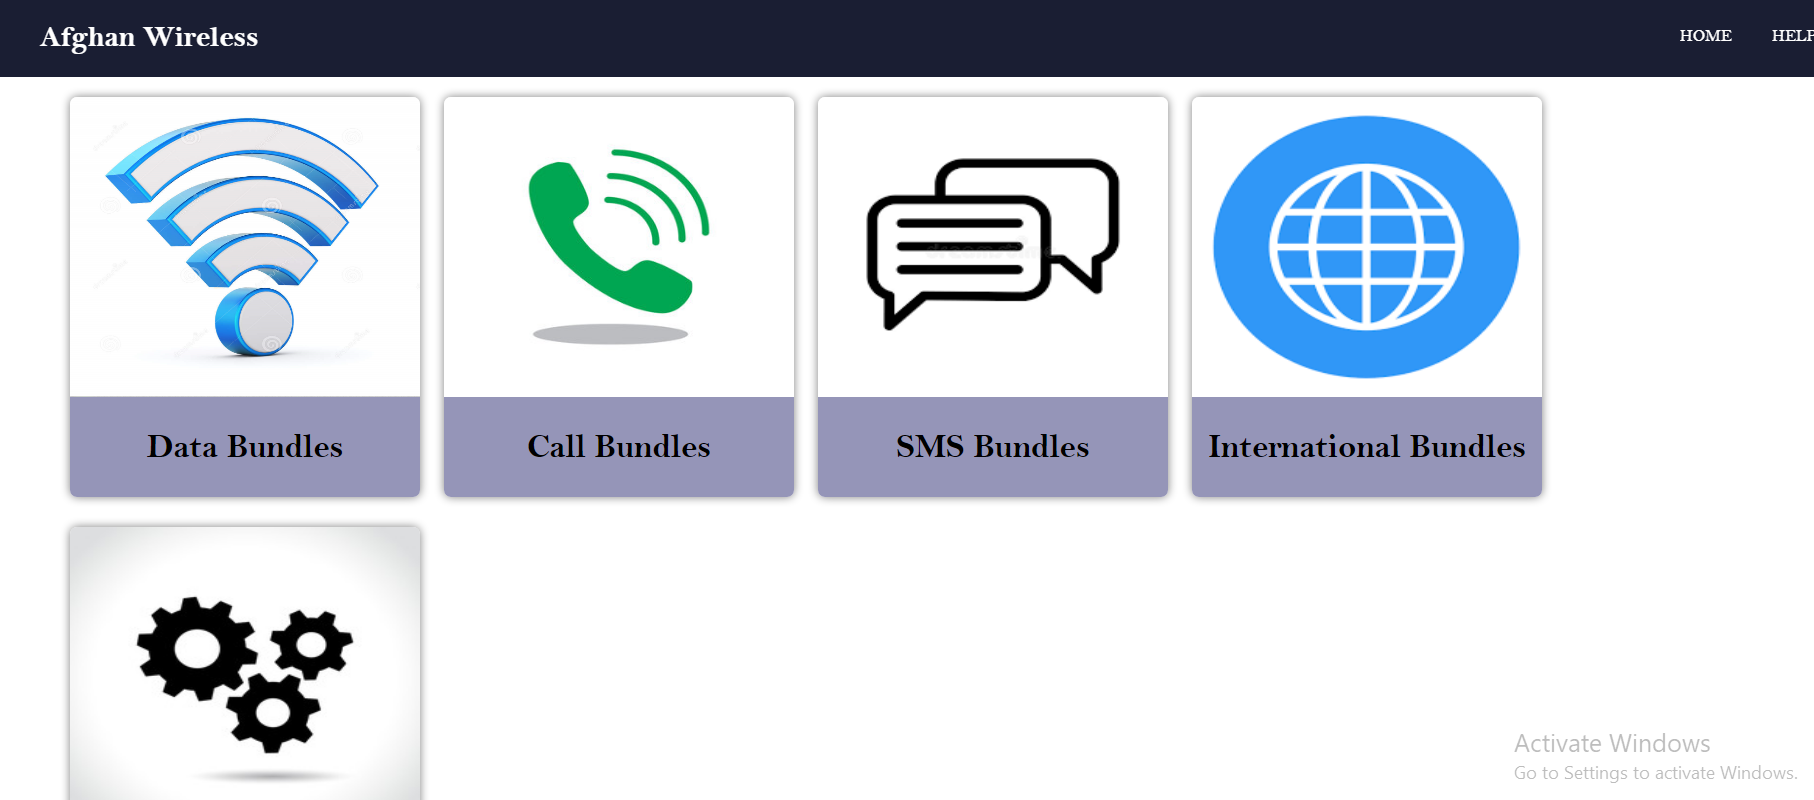 Afghan Wireless
HOME
HELP
Data Bundles
Call Bundles
SMS Bundles
International Bundles
Activate Windows
Go to Settings to activate Windows.